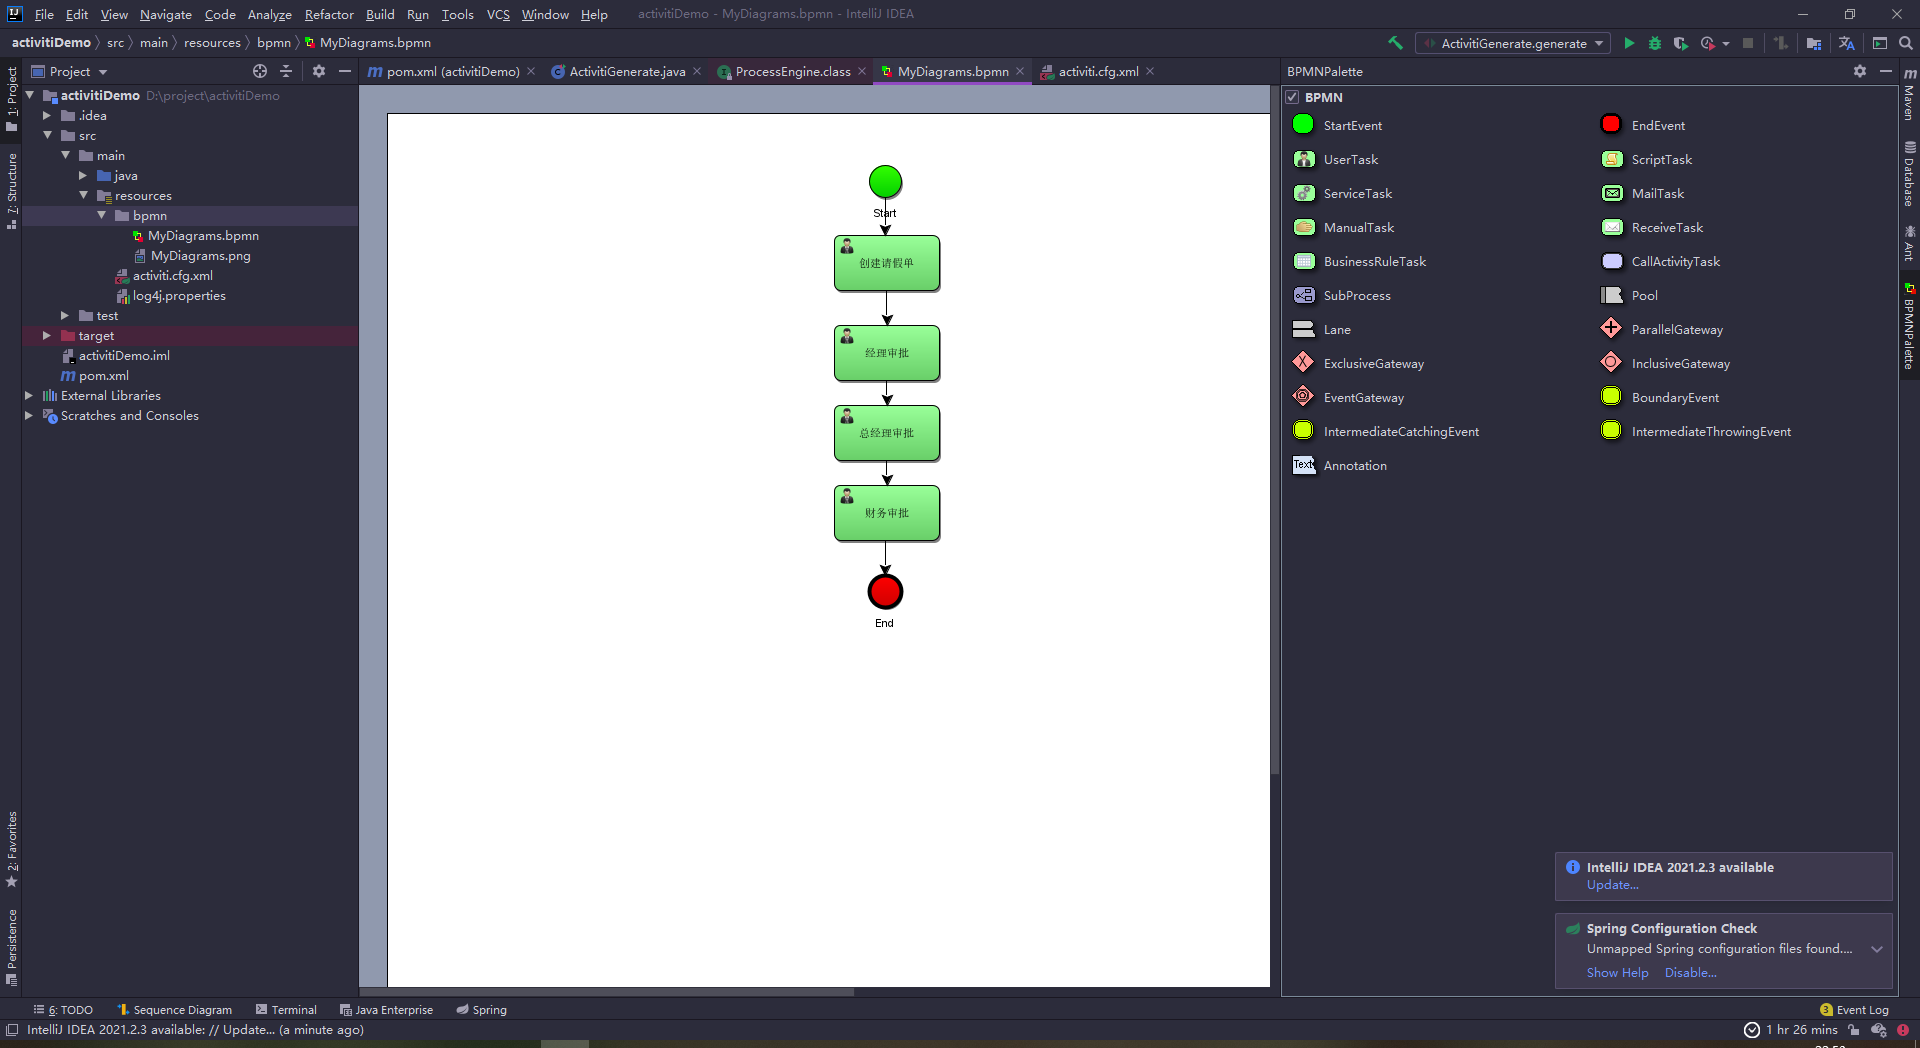 File Edit View Navigate Code Analyze Refactor Build Run Tools VCS Window Help activitiDemo - MyDiagrams.bpmn - IntelliJ IDEA
activitiDemo src main resources bpmn MyDiagrams.bpmn
ActivitiGenerate.generate
1: Project
7: Structure
2: Favorites
Persistence
Project
activitiDemo D:\project\activitiDemo
.idea
src
main
java
resources
bpmn
MyDiagrams.bpmn
MyDiagrams.png
activiti.cfg.xml
log4j.properties
test
target
activitiDemo.iml
pom.xml
External Libraries
Scratches and Consoles
pom.xml (activitiDemo) ActivitiGenerate.java ProcessEngine.class MyDiagrams.bpmn activiti.cfg.xml
Start
创建请假单
经理审批
总经理审批
财务审批
End
BPMNPalette
BPMN
StartEvent EndEvent
UserTask ScriptTask
ServiceTask MailTask
ManualTask ReceiveTask
BusinessRuleTask CallActivityTask
SubProcess Pool
Lane ParallelGateway
ExclusiveGateway InclusiveGateway
EventGateway BoundaryEvent
IntermediateCatchingEvent IntermediateThrowingEvent
Text Annotation
Maven
Database
Ant
BPMNPalette
IntelliJ IDEA 2021.2.3 available
Update...
Spring Configuration Check
Unmapped Spring configuration files found....
Show Help Disable...
6: TODO Sequence Diagram Terminal Java Enterprise Spring 3 Event Log
IntelliJ IDEA 2021.2.3 available: // Update... (a minute ago) 1 hr 26 mins